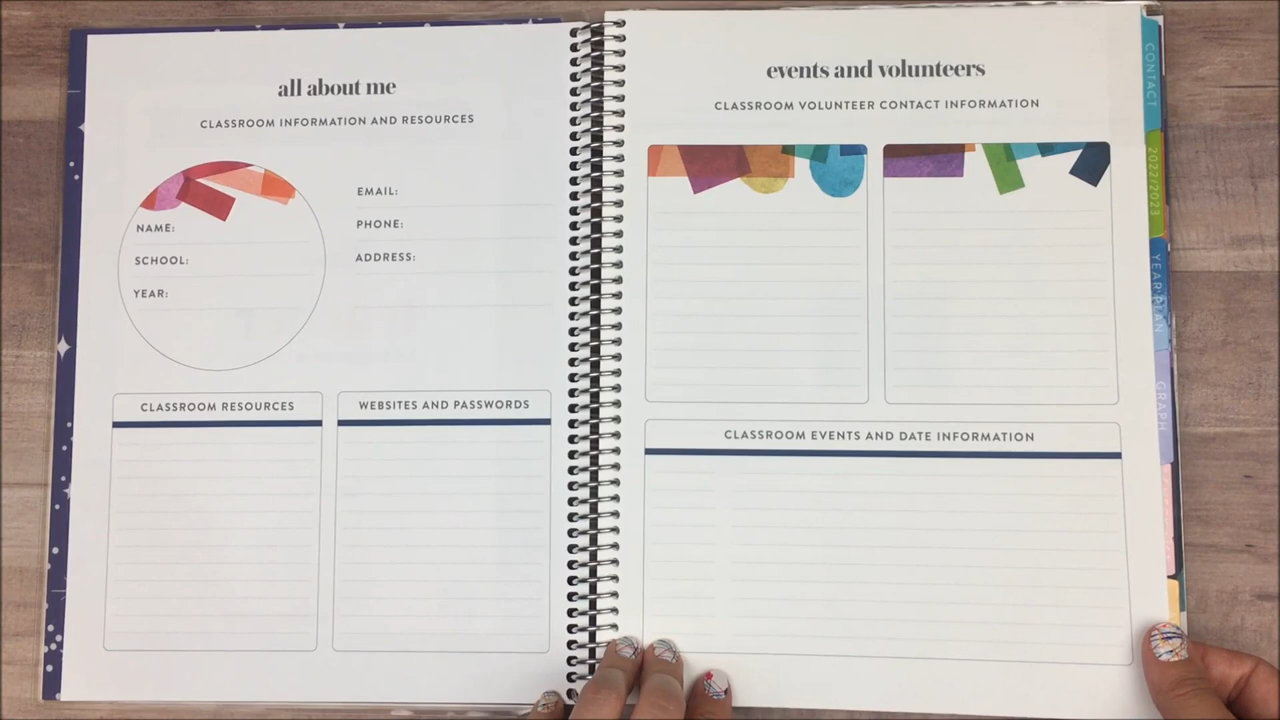 all about me
CLASSROOM INFORMATION AND RESOURCES
NAME:
SCHOOL:
YEAR:
EMAIL:
PHONE:
ADDRESS:
CLASSROOM RESOURCES
WEBSITES AND PASSWORDS
events and volunteers
CLASSROOM VOLUNTEER CONTACT INFORMATION
CLASSROOM EVENTS AND DATE INFORMATION
CONTACT
2022/2023
YEAR PLAN
GRAPH